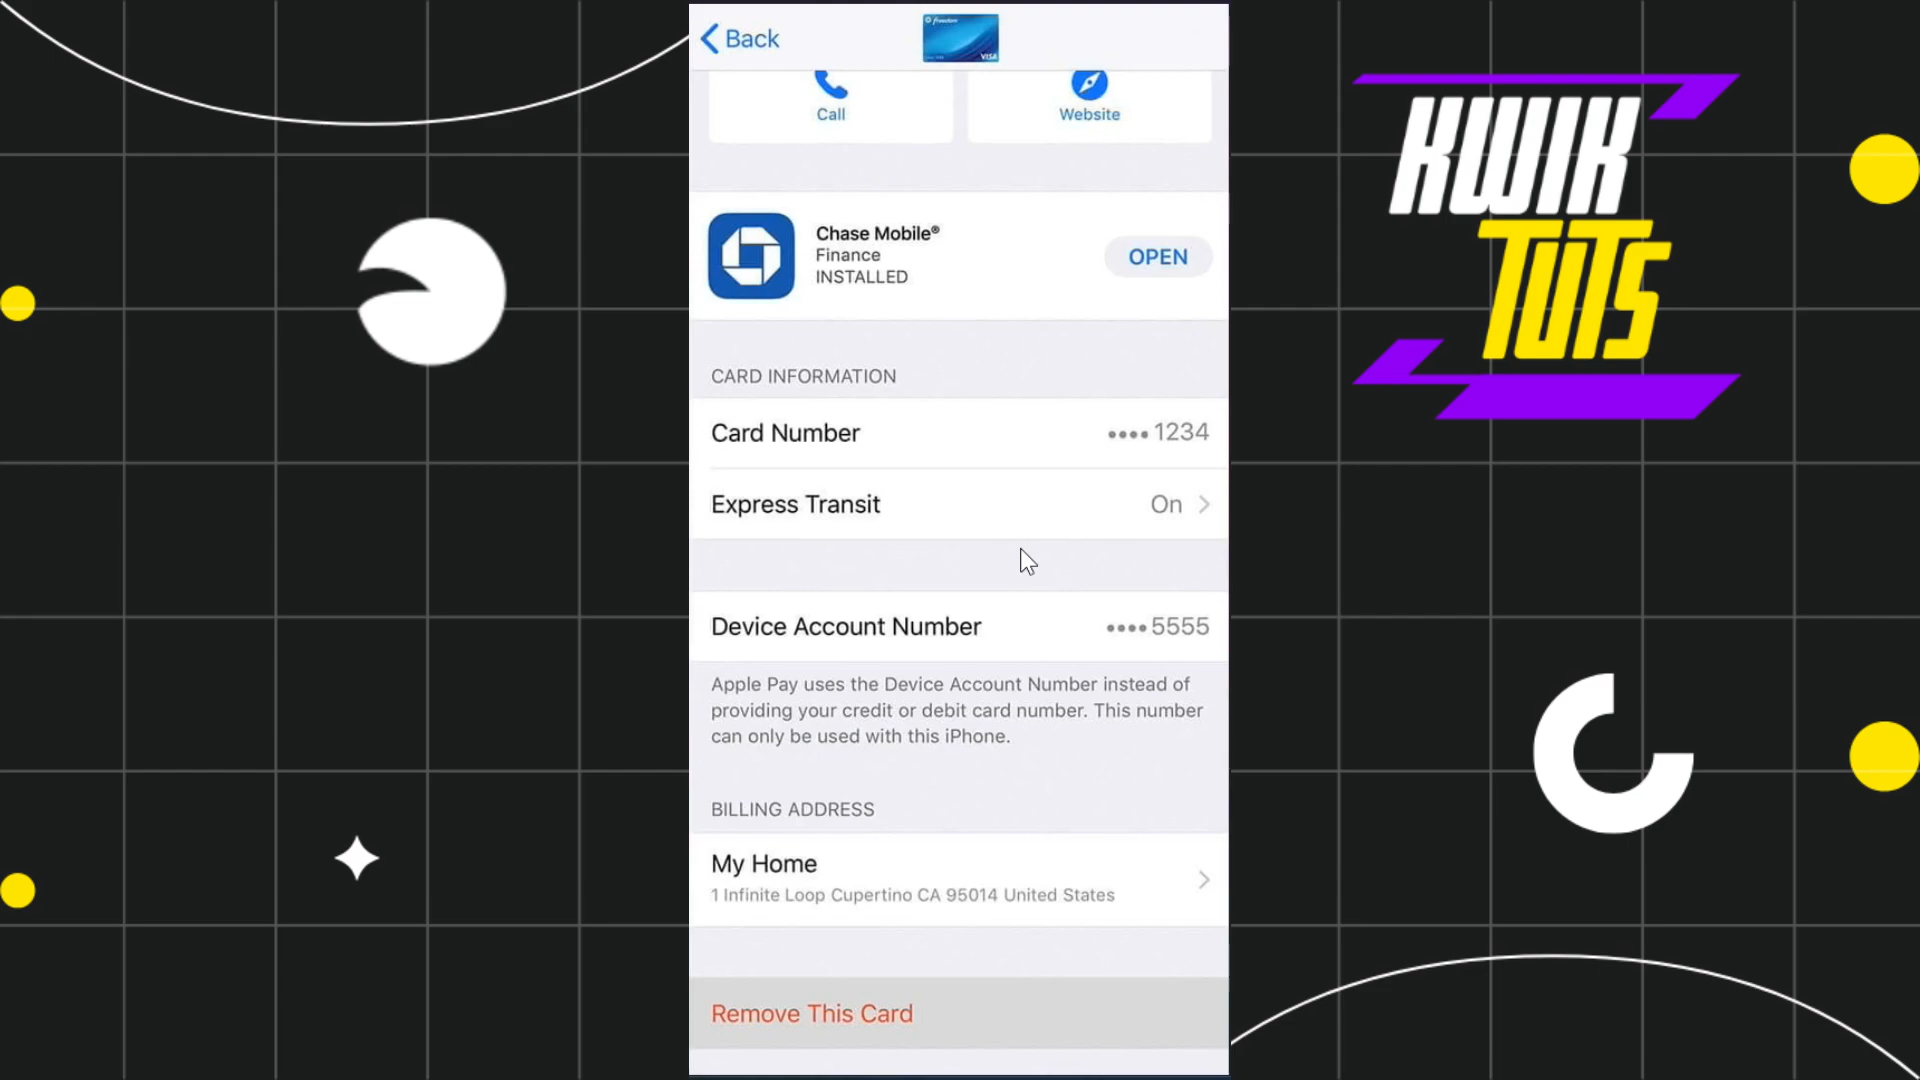 Back
freedom
VISA
Call
Website
KWIK
TUTS
Chase Mobile®
Finance
INSTALLED
OPEN
CARD INFORMATION
Card Number
•••• 1234
Express Transit
On
Device Account Number
•••• 5555
Apple Pay uses the Device Account Number instead of
providing your credit or debit card number. This number
can only be used with this iPhone.
BILLING ADDRESS
My Home
1 Infinite Loop Cupertino CA 95014 United States
Remove This Card